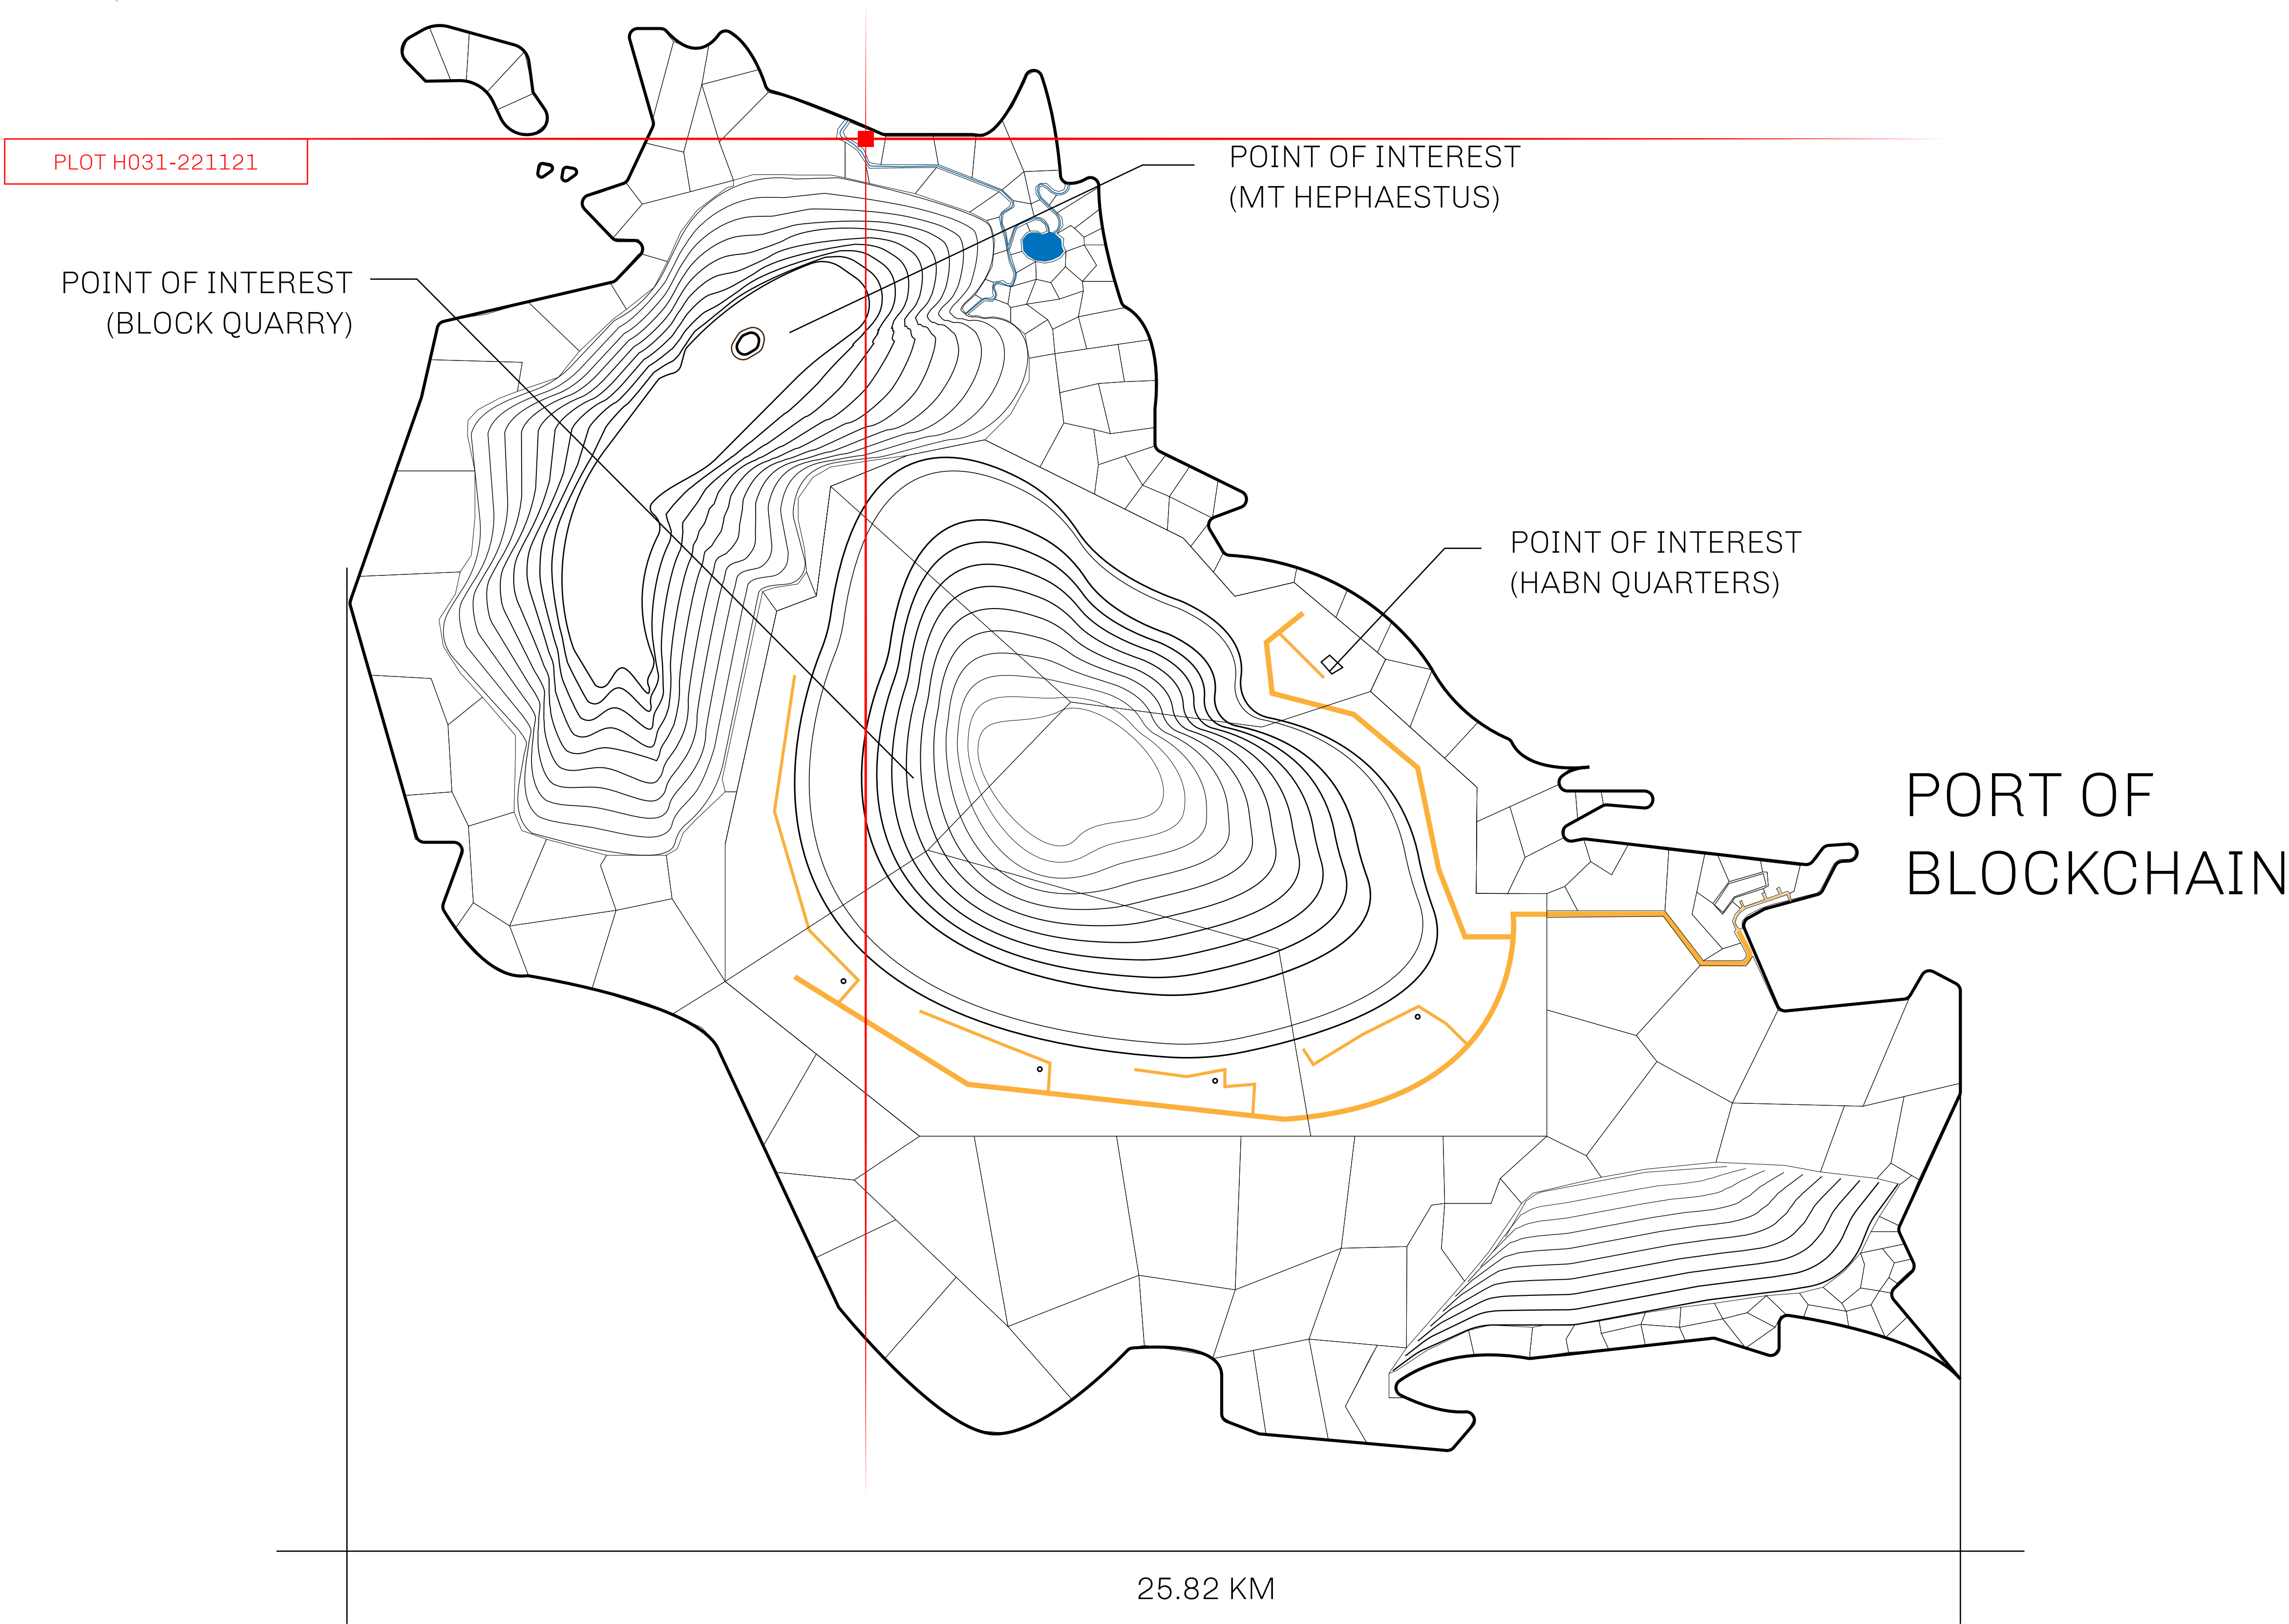 PLOT H031-221121
POINT OF INTEREST
(MT HEPHAESTUS)
POINT OF INTEREST
(BLOCK QUARRY)
POINT OF INTEREST
(HABN QUARTERS)
PORT OF
BLOCKCHAIN
25.82 KM